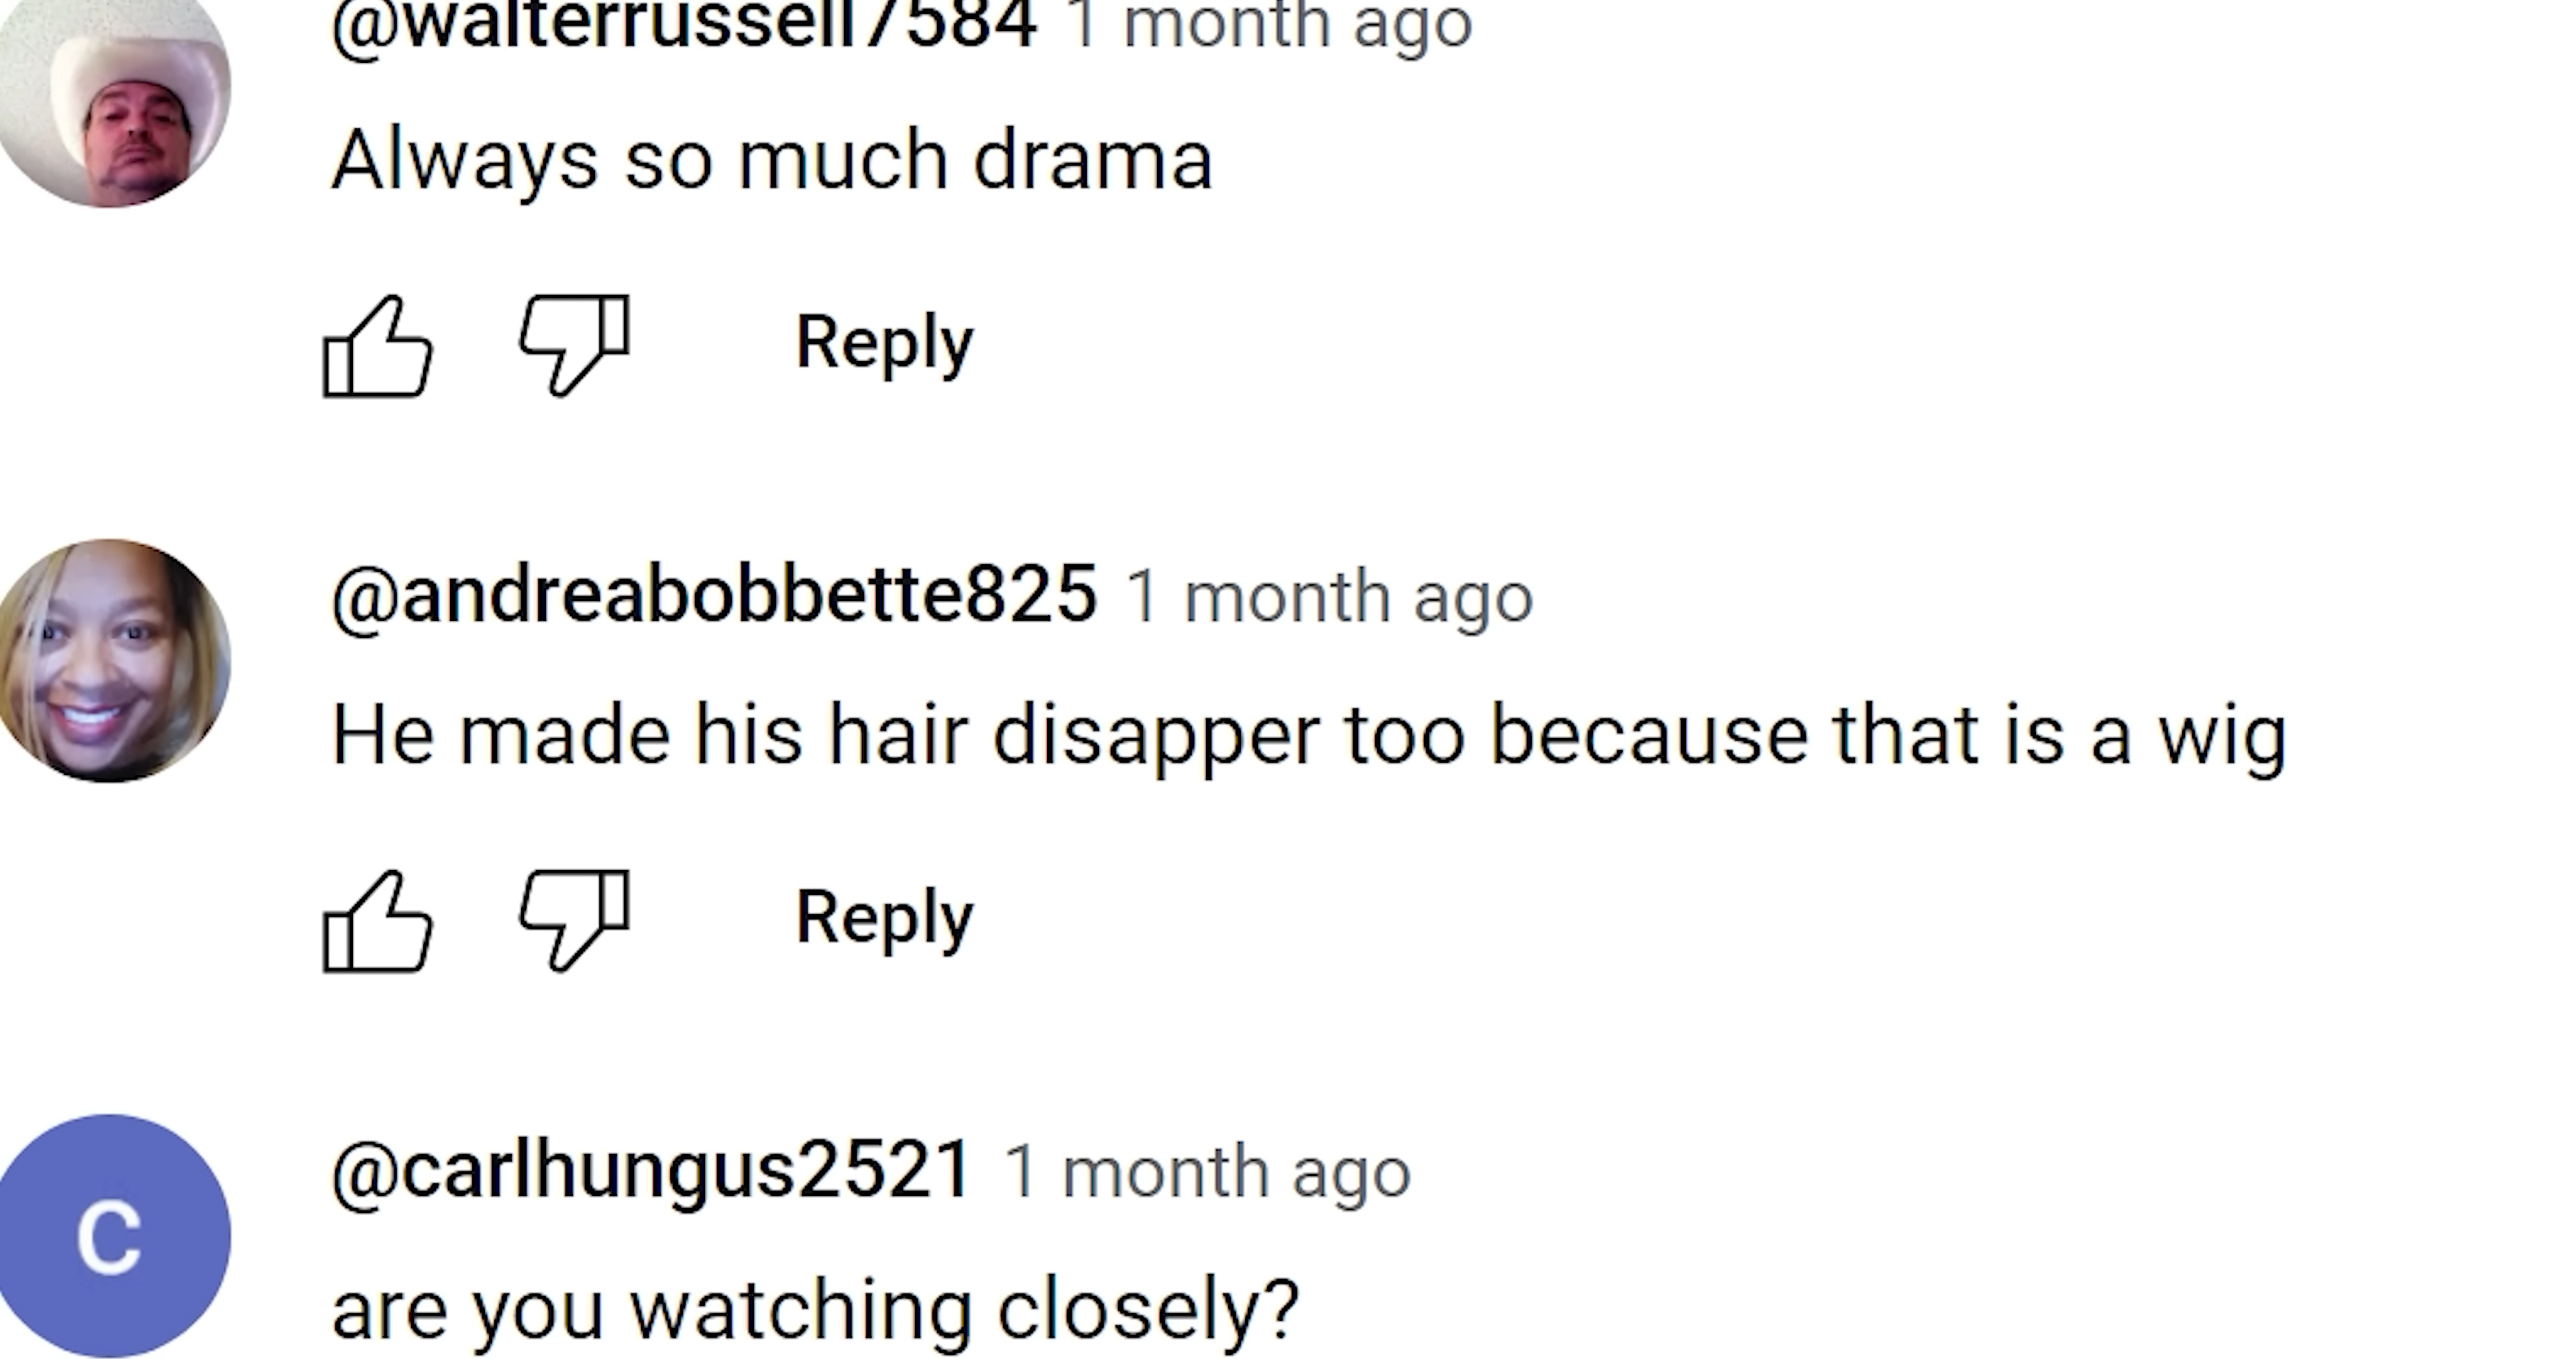 @walterrussell7584 1 month ago
Always so much drama
Reply
@andreabobbette825 1 month ago
He made his hair disapper too because that is a wig
Reply
C
@carlhungus2521 1 month ago
are you watching closely?